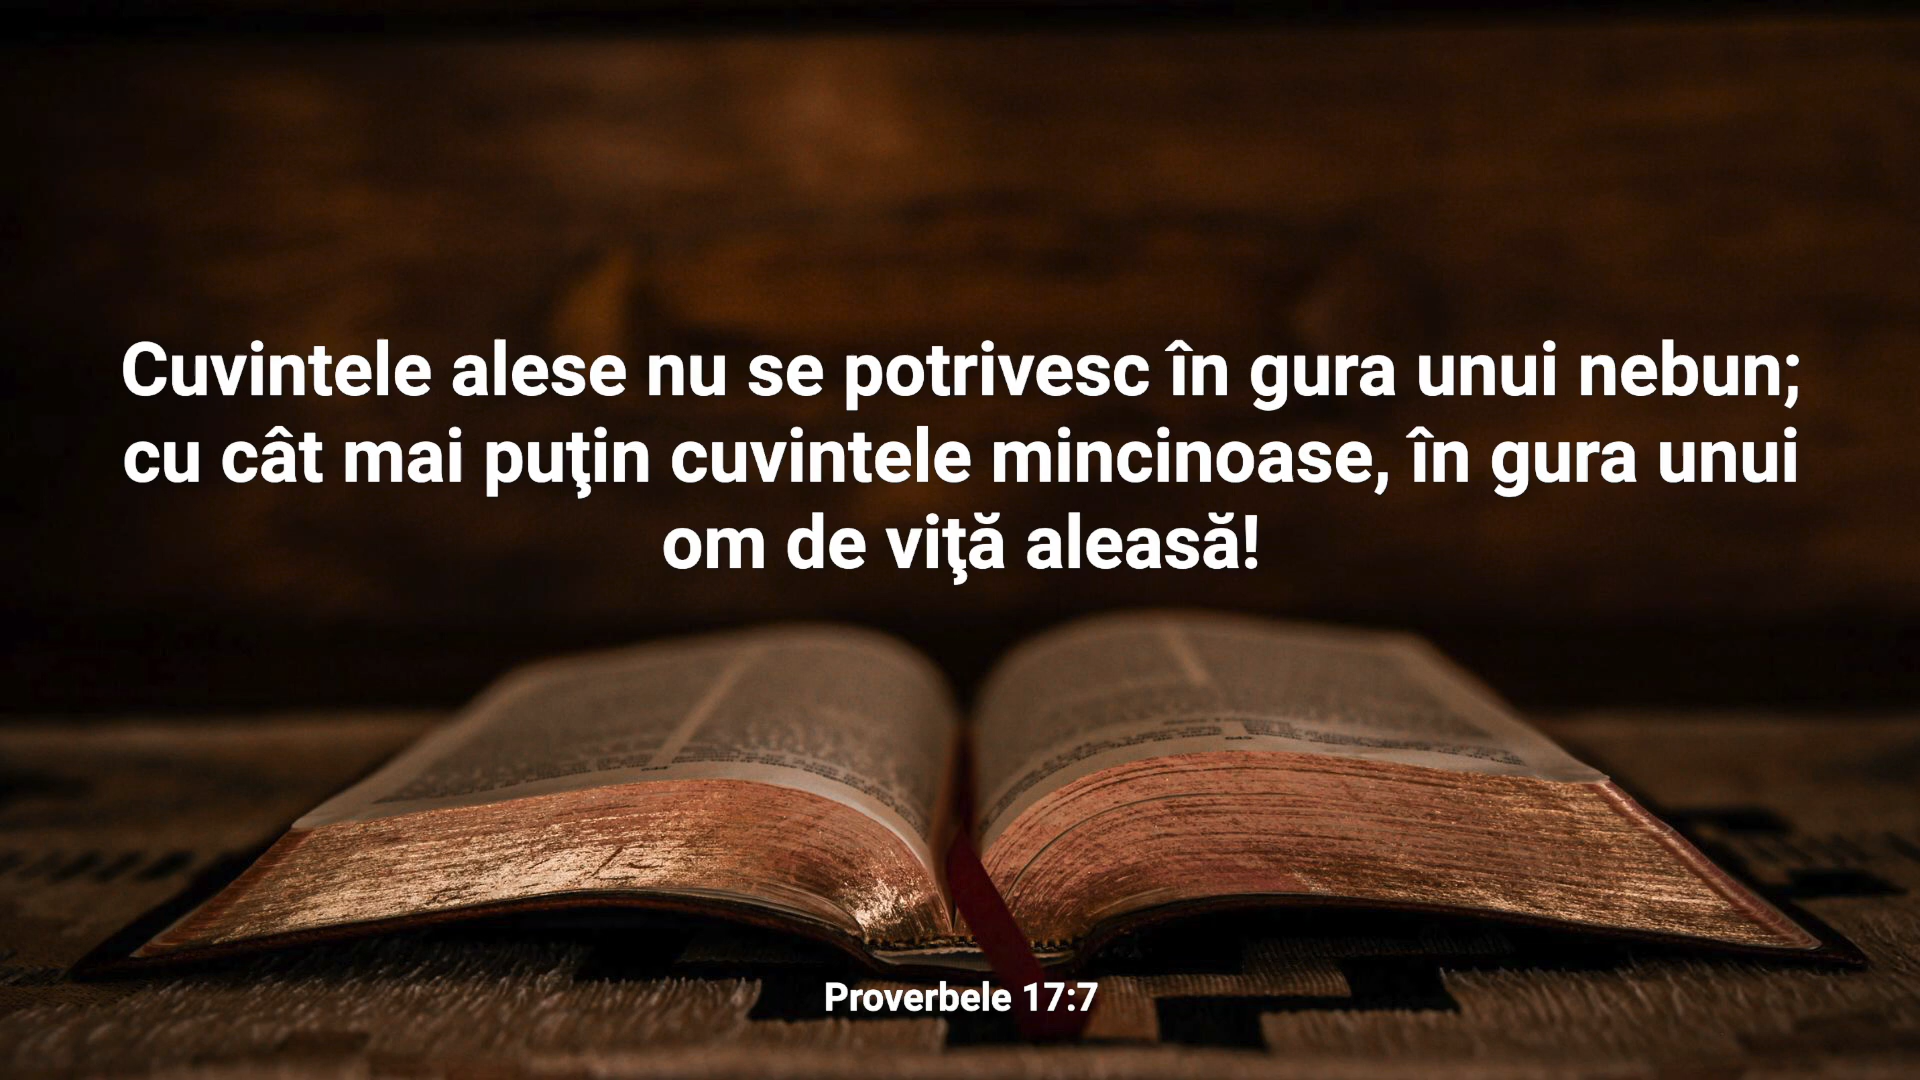 Cuvintele alese nu se potrivesc în gura unui nebun;
cu cât mai puţin cuvintele mincinoase, în gura unui
om de viţă aleasă!
Proverbele 17:7